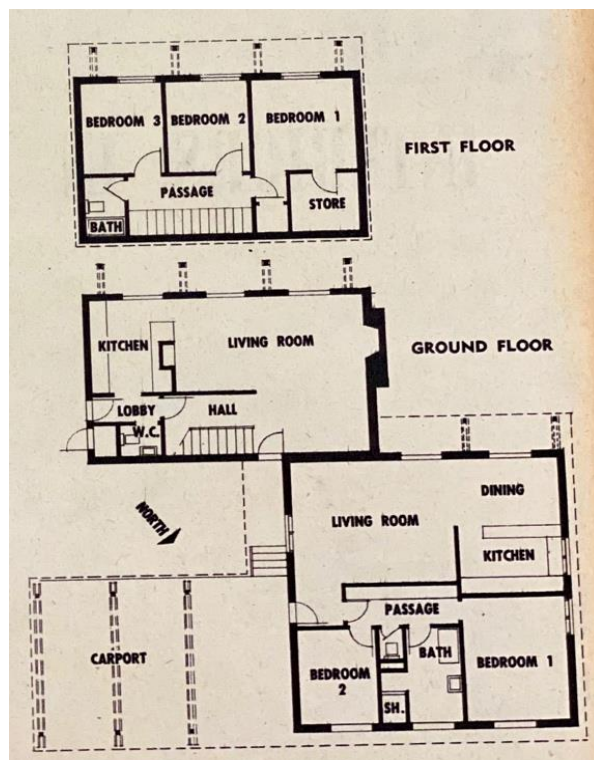 BEDROOM 3
BEDROOM 2
BEDROOM 1
FIRST FLOOR
PASSAGE
STORE
BATH
KITCHEN
LIVING ROOM
GROUND FLOOR
LOBBY
HALL
W.C.
DINING
LIVING ROOM
NORTH
KITCHEN
PASSAGE
CARPORT
BATH
BEDROOM 1
BEDROOM
2
SH.